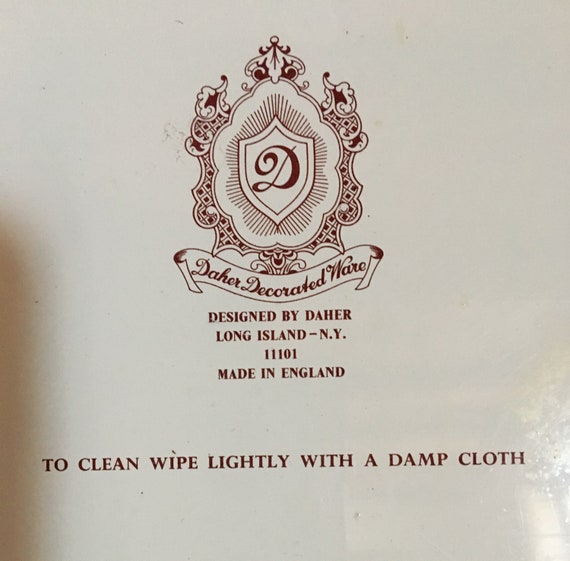 D
Daher Decorated Ware
DESIGNED BY DAHER
LONG ISLAND – N.Y.
11101
MADE IN ENGLAND
TO CLEAN WIPE LIGHTLY WITH A DAMP CLOTH